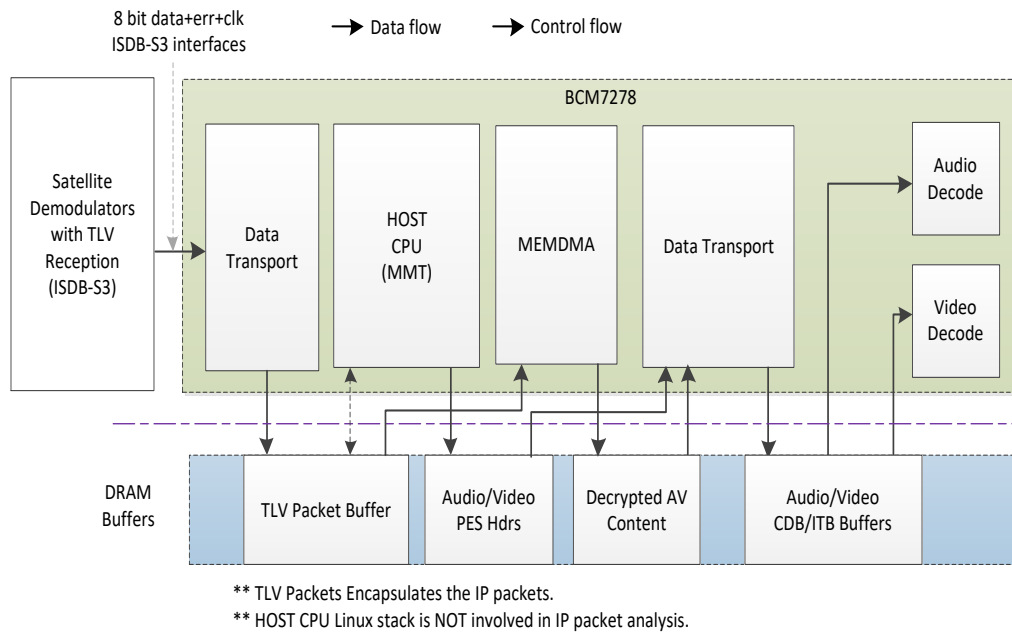 8 bit data+err+clk
ISDB-S3 interfaces
Data flow
Control flow
BCM7278
Satellite
Demodulators
with TLV
Reception
(ISDB-S3)
Data
Transport
HOST
CPU
(MMT)
MEMDMA
Data Transport
Audio
Decode
Video
Decode
DRAM
Buffers
TLV Packet Buffer
Audio/Video
PES Hdrs
Decrypted AV
Content
Audio/Video
CDB/ITB Buffers
** TLV Packets Encapsulates the IP packets.
** HOST CPU Linux stack is NOT involved in IP packet analysis.